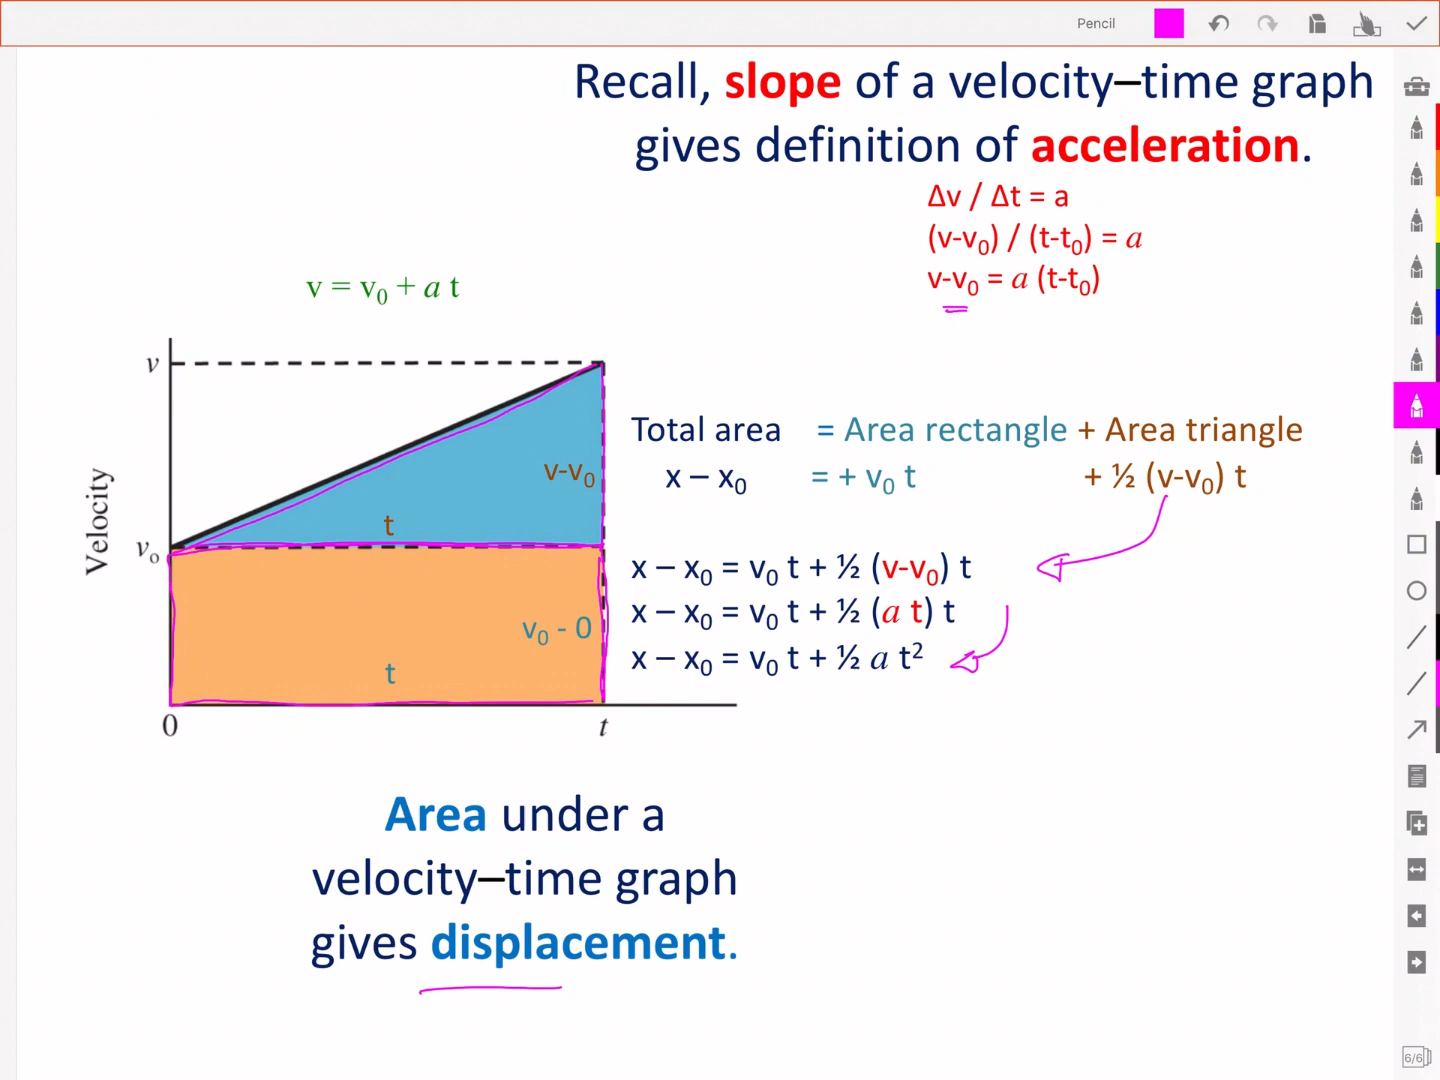 Pencil
Recall, slope of a velocity–time graph
gives definition of acceleration.
Δv / Δt = a
(v-v₀) / (t-t₀) = a
v-v₀ = a (t-t₀)
v = v₀ + a t
v
Total area = Area rectangle + Area triangle
x – x₀ = + v₀ t + ½ (v-v₀) t
v-v₀
t
Velocity
v₀
x – x₀ = v₀ t + ½ (v-v₀) t
x – x₀ = v₀ t + ½ (a t) t
x – x₀ = v₀ t + ½ a t²
v₀ - 0
t
0
t
Area under a
velocity–time graph
gives displacement.
6/6